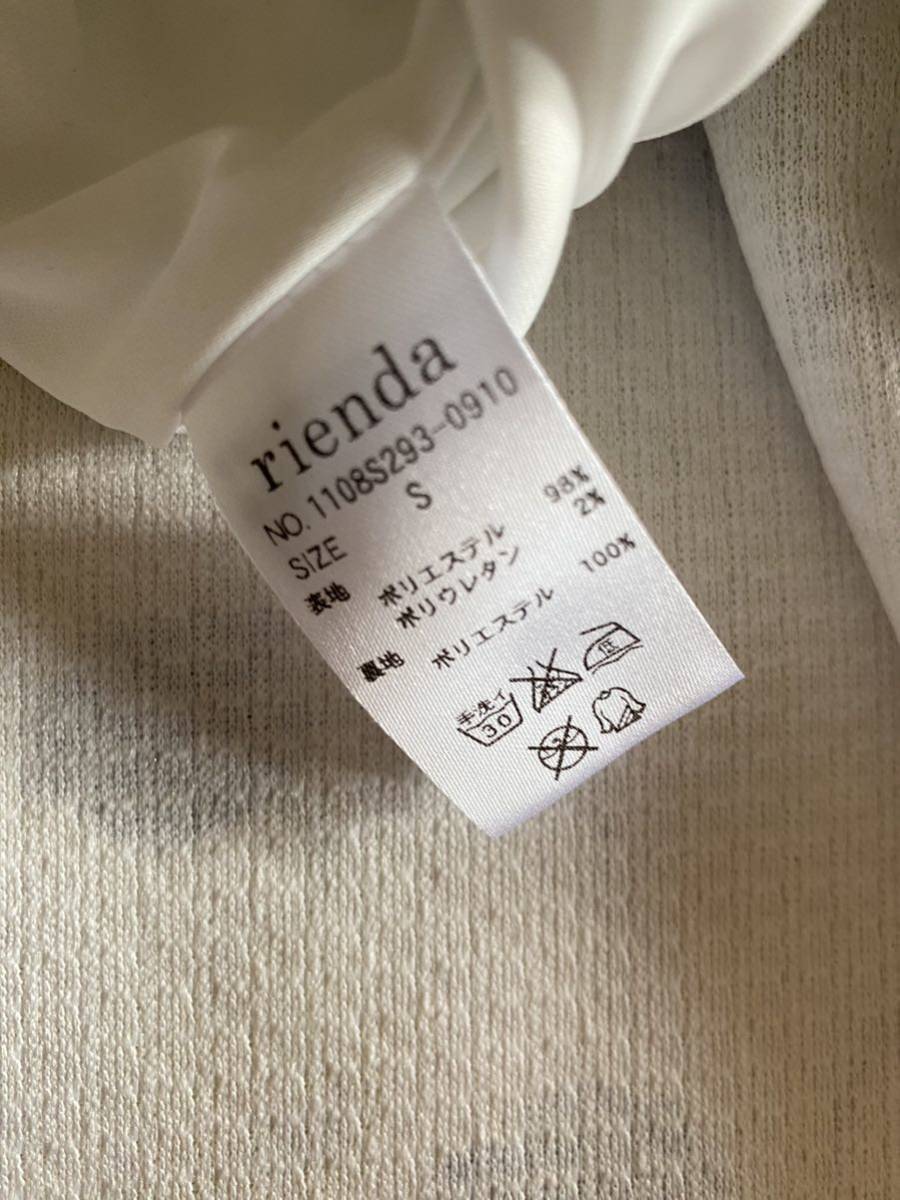 rienda
NO.1108S293-0910
SIZE S
表地 ポリエステル 98%
ポリウレタン 2%
裏地 ポリエステル 100%
手洗イ
30
低